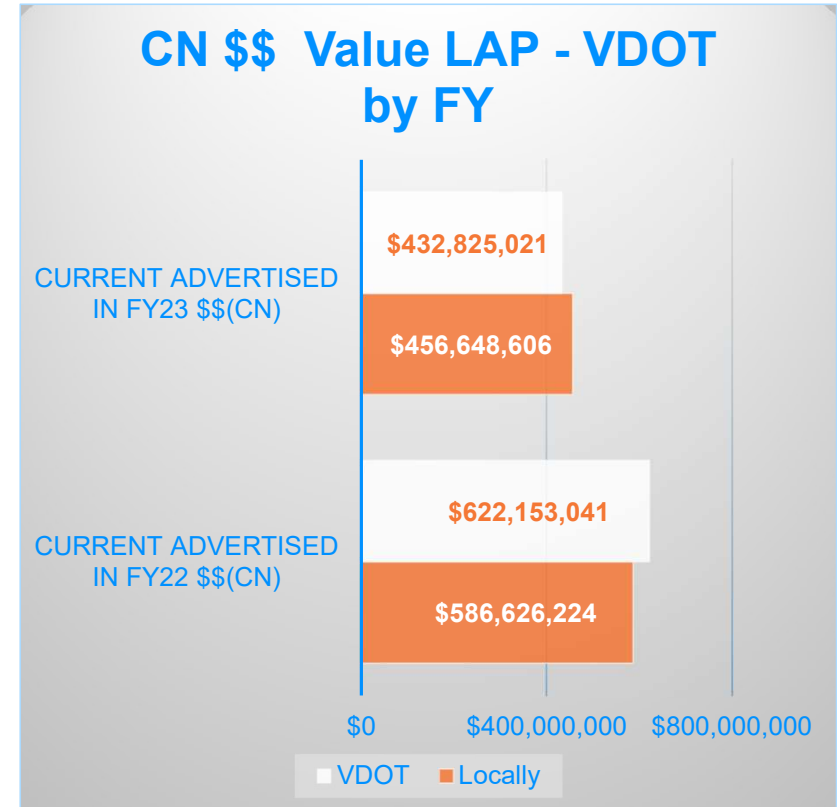 CN $$ Value LAP - VDOT
by FY
$432,825,021
CURRENT ADVERTISED
IN FY23 $$(CN)
$456,648,606
$622,153,041
CURRENT ADVERTISED
IN FY22 $$(CN)
$586,626,224
$0 $400,000,000 $800,000,000
VDOT Locally